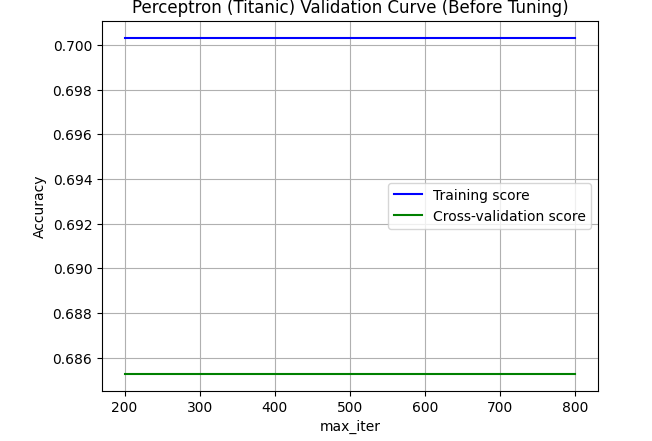 Perceptron (Titanic) Validation Curve (Before Tuning)
0.700
0.698
0.696
0.694
0.692
0.690
0.688
0.686
Accuracy
Training score
Cross-validation score
200 300 400 500 600 700 800
max_iter